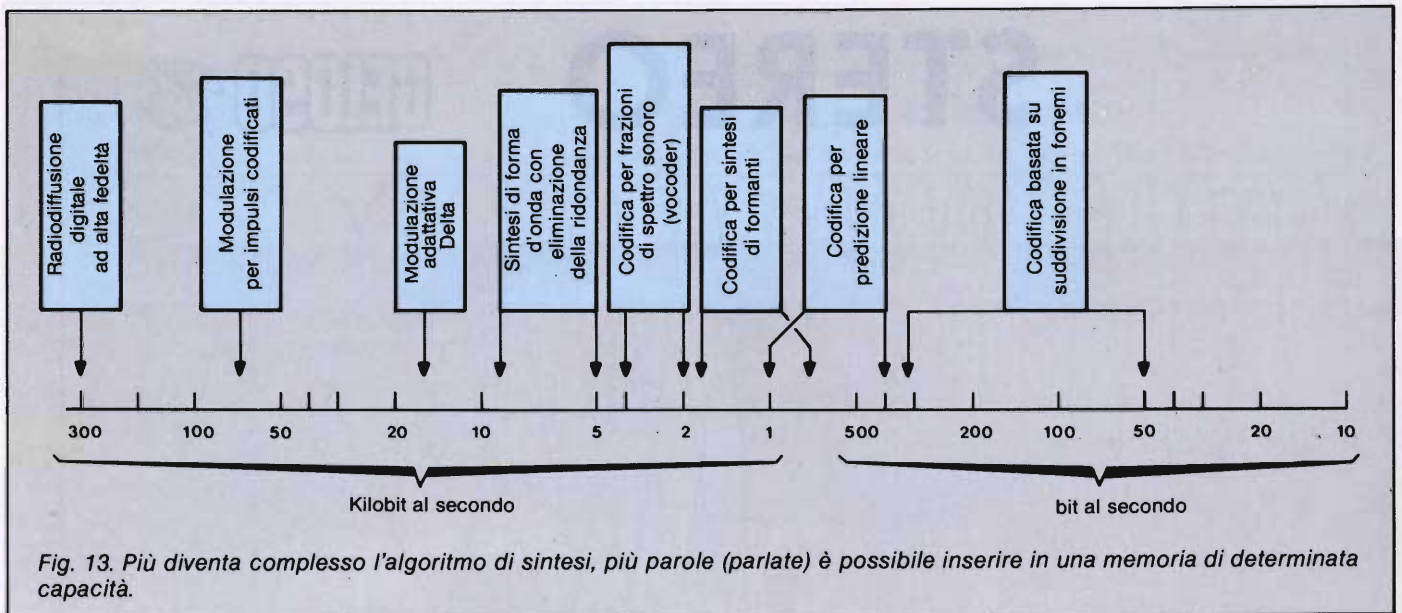 Radiodiffusione
digitale
ad alta fedeltà
Modulazione
per impulsi codificati
Modulazione
adattativa
Delta
Sintesi di forma
d'onda con
eliminazione
della ridondanza
Codifica per frazioni
di spettro sonoro
(vocoder)
Codifica per sintesi
di formanti
Codifica per
predizione lineare
Codifica basata su
suddivisione in fonemi
300 100 50 20 10 5 2 1 500 200 100 50 20 10
Kilobit al secondo
bit al secondo
Fig. 13. Più diventa complesso l'algoritmo di sintesi, più parole (parlate) è possibile inserire in una memoria di determinata
capacità.